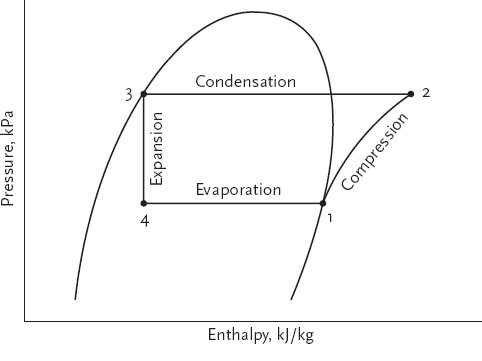 Condensation
3
2
Expansion
Compression
Evaporation
4
1
Pressure, kPa
Enthalpy, kJ/kg